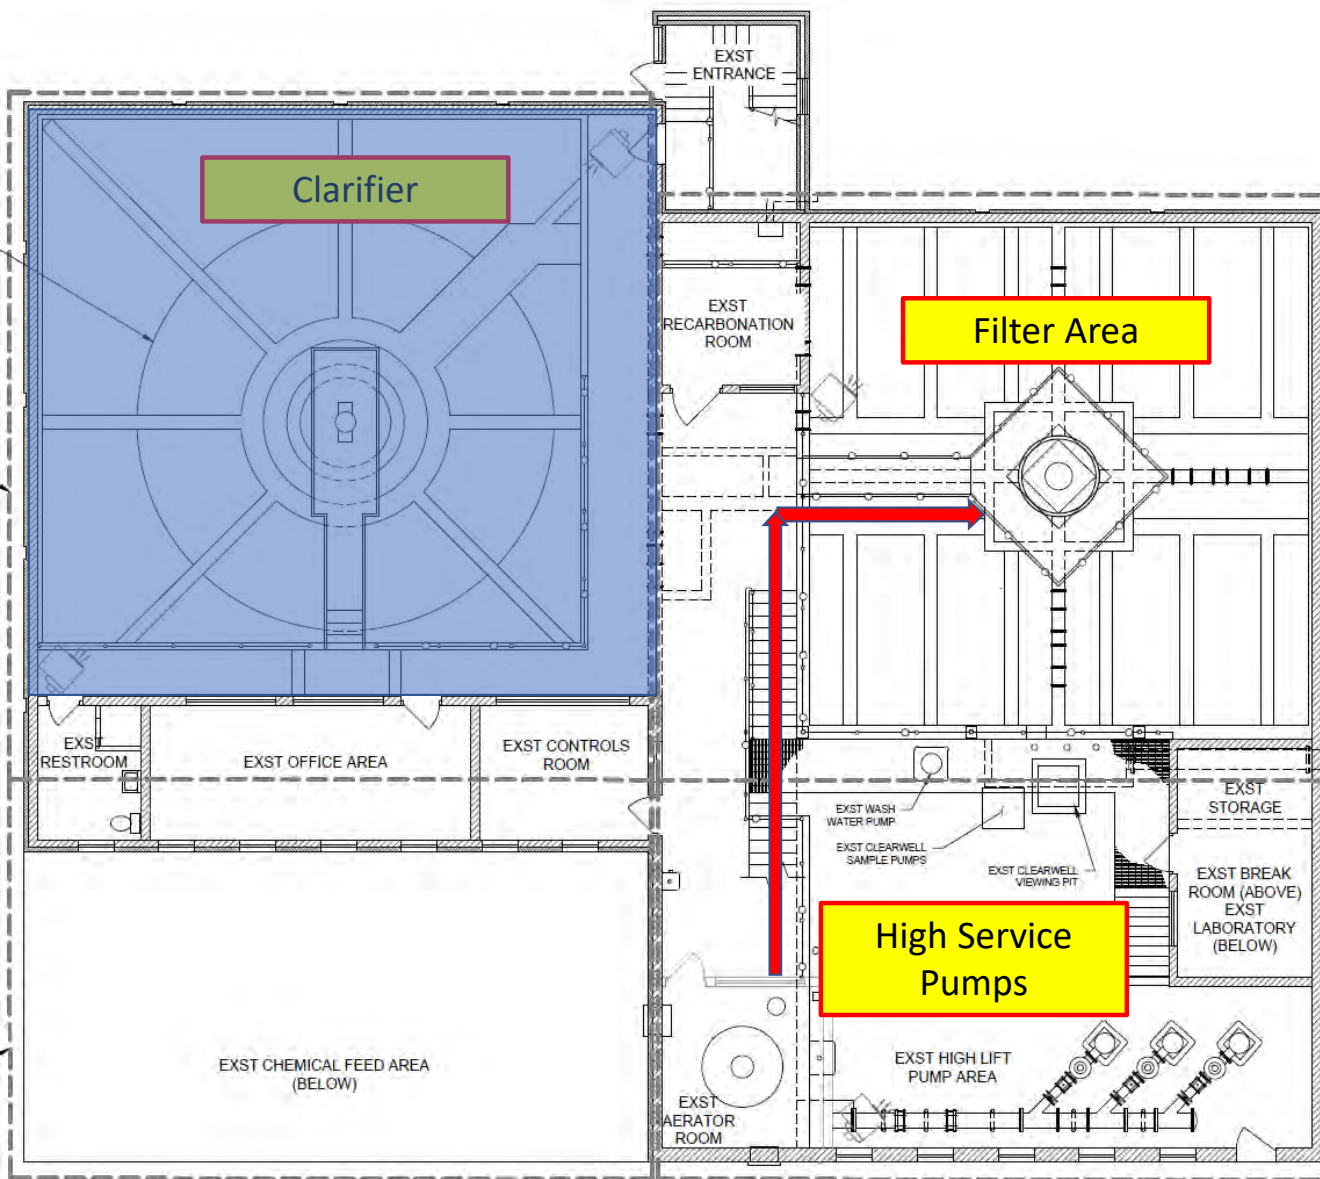 EXST
ENTRANCE
Clarifier
EXST
RECARBONATION
ROOM
Filter Area
EXST
RESTROOM
EXST OFFICE AREA
EXST CONTROLS
ROOM
EXST WASH
WATER PUMP
EXST CLEARWELL
SAMPLE PUMPS
EXST CLEARWELL
VIEWING PIT
EXST
STORAGE
EXST BREAK
ROOM (ABOVE)
EXST
LABORATORY
(BELOW)
High Service
Pumps
EXST CHEMICAL FEED AREA
(BELOW)
EXST HIGH LIFT
PUMP AREA
EXST
AERATOR
ROOM